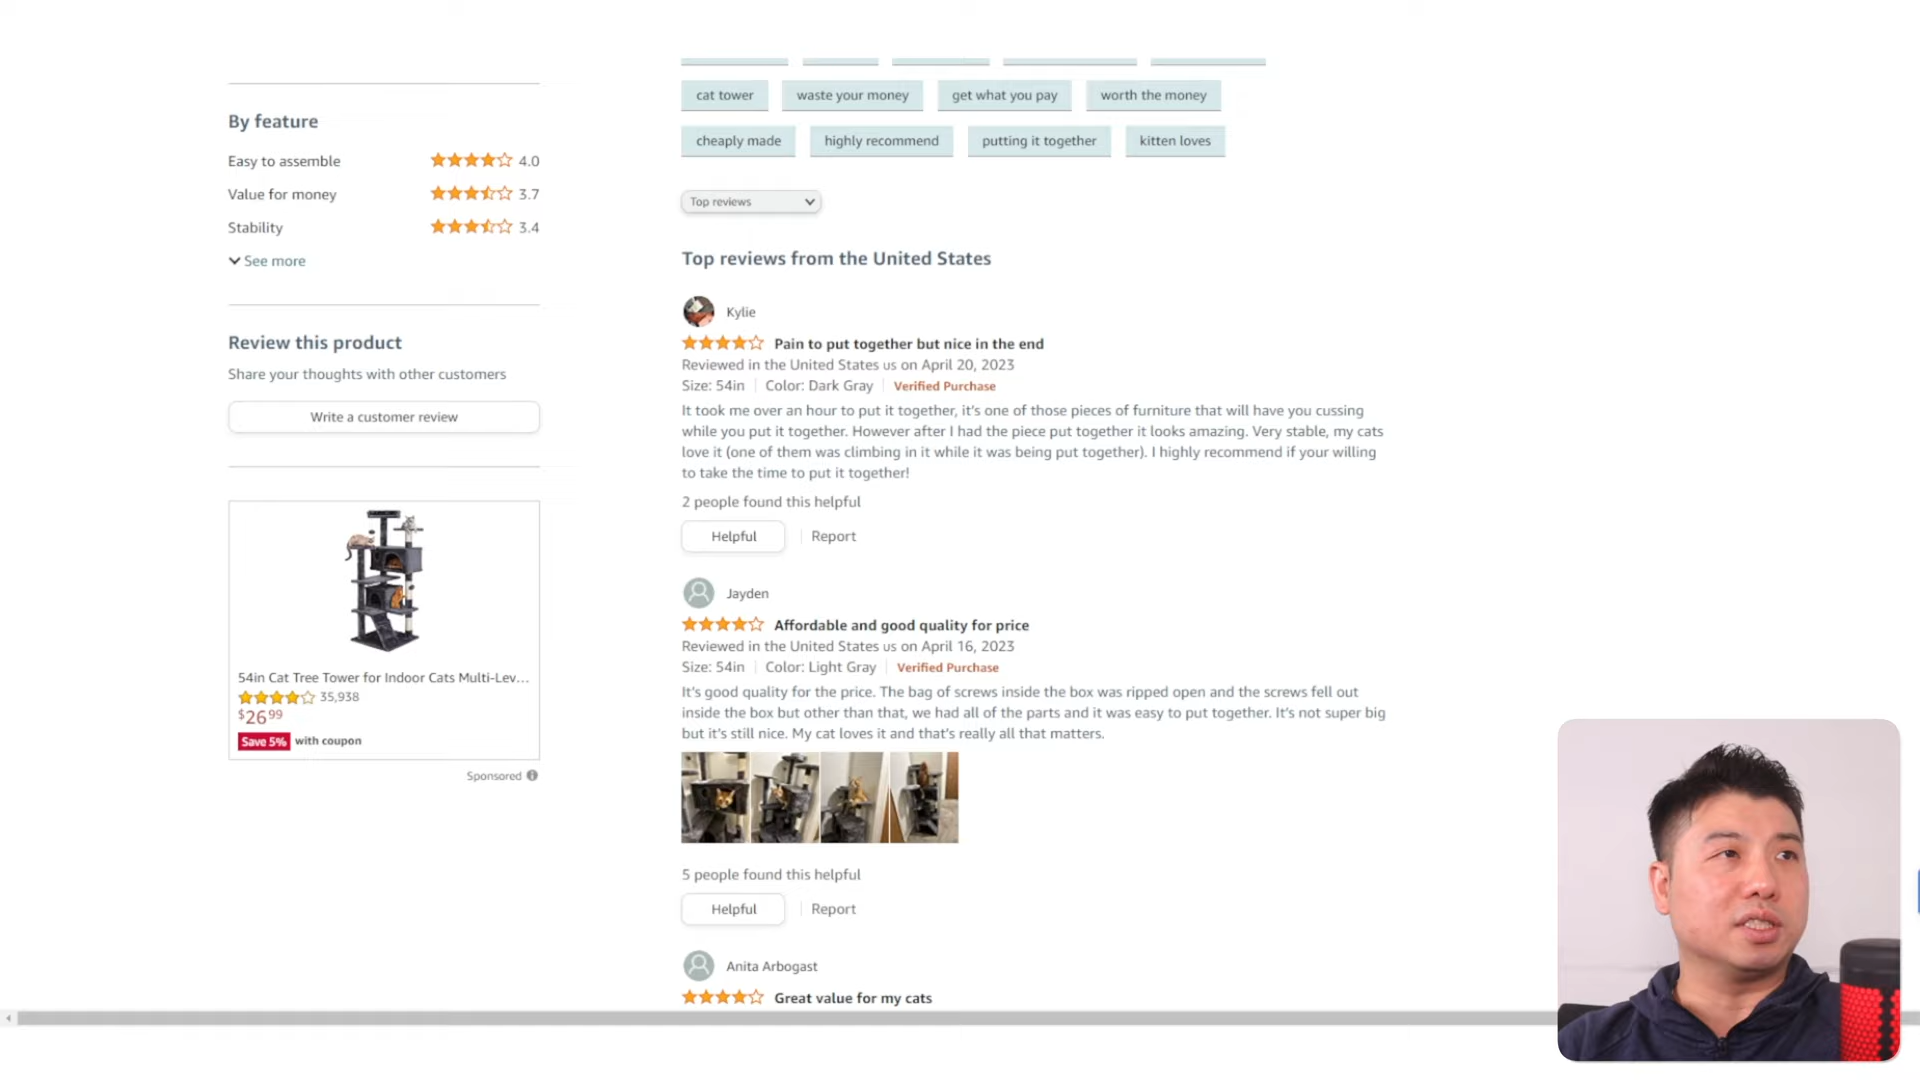 By feature
Easy to assemble 4.0
Value for money 3.7
Stability 3.4
See more
Review this product
Share your thoughts with other customers
Write a customer review
54in Cat Tree Tower for Indoor Cats Multi-Lev...
35,938
$26 99
Save 5% with coupon
Sponsored
cat tower waste your money get what you pay worth the money
cheaply made highly recommend putting it together kitten loves
Top reviews
Top reviews from the United States
Kylie
Pain to put together but nice in the end
Reviewed in the United States us on April 20, 2023
Size: 54in Color: Dark Gray Verified Purchase
It took me over an hour to put it together, it's one of those pieces of furniture that will have you cussing
while you put it together. However after I had the piece put together it looks amazing. Very stable, my cats
love it (one of them was climbing in it while it was being put together). I highly recommend if your willing
to take the time to put it together!
2 people found this helpful
Helpful Report
Jayden
Affordable and good quality for price
Reviewed in the United States us on April 16, 2023
Size: 54in Color: Light Gray Verified Purchase
It's good quality for the price. The bag of screws inside the box was ripped open and the screws fell out
inside the box but other than that, we had all of the parts and it was easy to put together. It's not super big
but it's still nice. My cat loves it and that's really all that matters.
5 people found this helpful
Helpful Report
Anita Arbogast
Great value for my cats